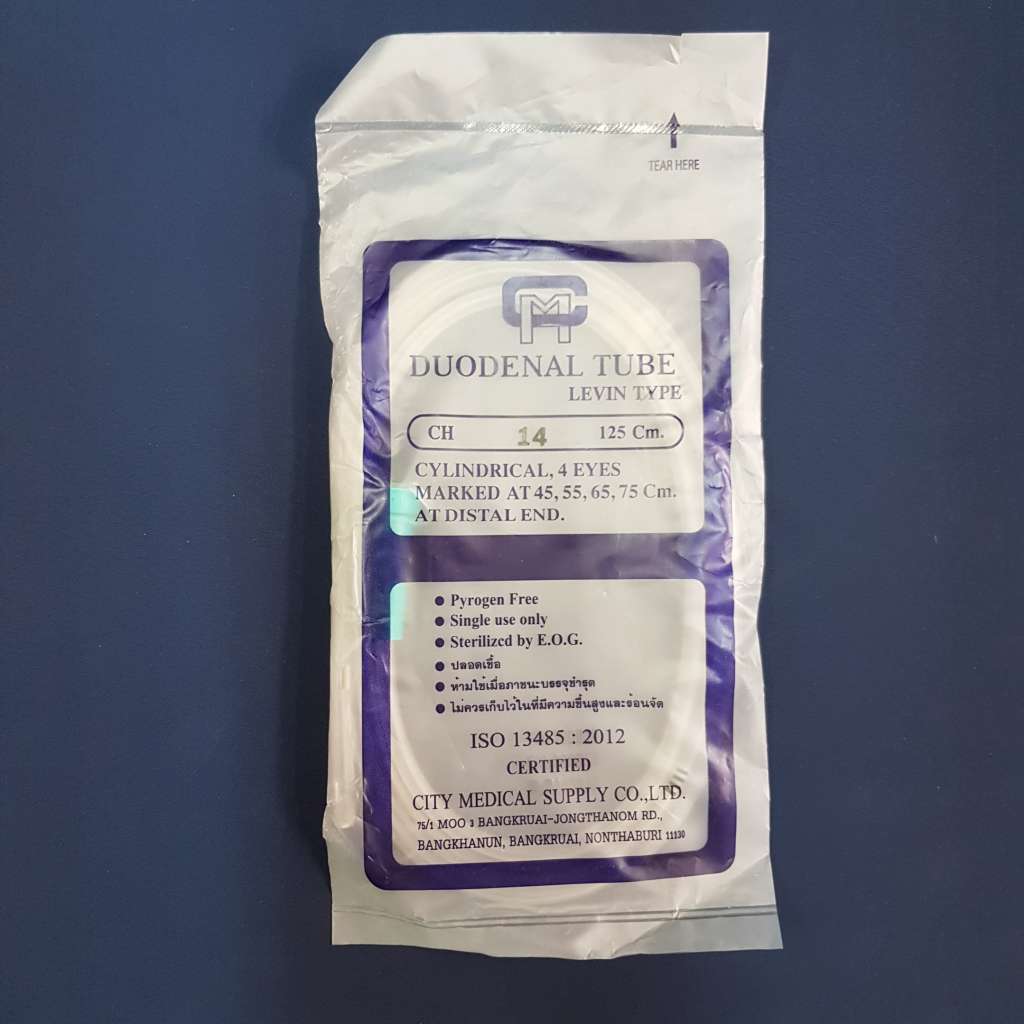 TEAR HERE
CM
DUODENAL TUBE
LEVIN TYPE
CH 14 125 Cm.
CYLINDRICAL, 4 EYES
MARKED AT 45, 55, 65, 75 Cm.
AT DISTAL END.
● Pyrogen Free
● Single use only
● Sterilized by E.O.G.
● ปลอดเชื้อ
● ห้ามใช้เมื่อภาชนะบรรจุชำรุด
● ไม่ควรเก็บไว้ในที่มีความชื้นสูงและร้อนจัด
ISO 13485 : 2012
CERTIFIED
CITY MEDICAL SUPPLY CO.,LTD.
75/1 MOO 3 BANGKRUAI-JONGTHANOM RD.,
BANGKHANUN, BANGKRUAI, NONTHABURI 11130